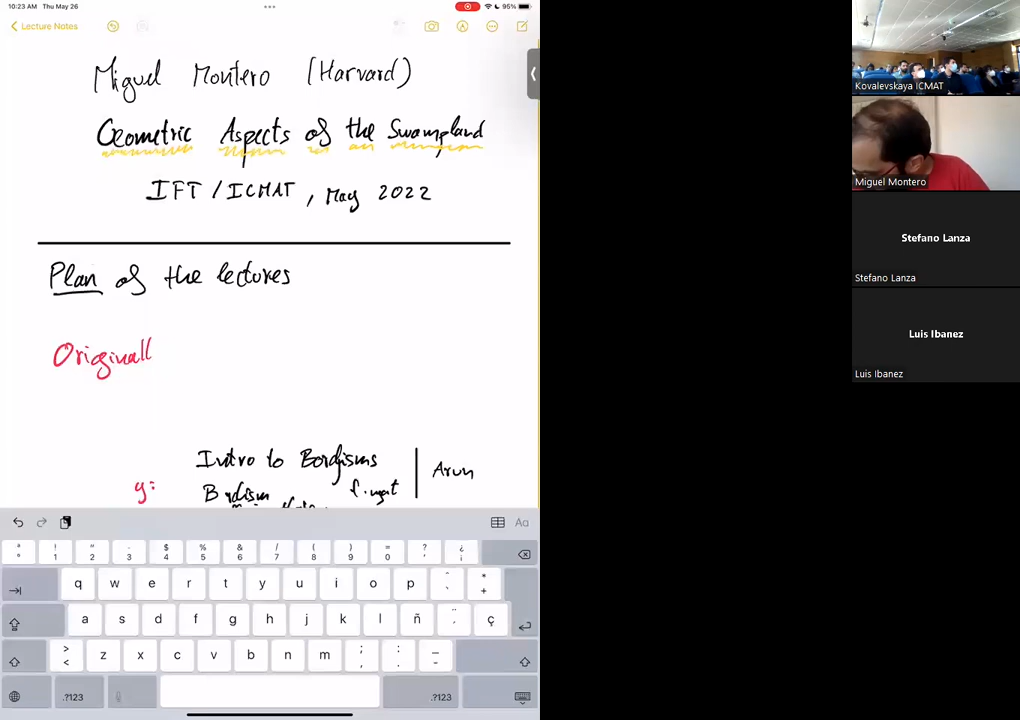 10:23 AM Thu May 26
95%
Lecture Notes
Miguel Montero (Harvard)
Geometric Aspects of the Swampland
IFT / ICMAT, May 2022
Plan of the lectures
Originall
Intro to Bordisms
Arun
y:
.?123
.?123
q w e r t y u i o p
a s d f g h j k l ñ ç
z x c v b n m
Kovalevskaya ICMAT
Miguel Montero
Stefano Lanza
Stefano Lanza
Luis Ibanez
Luis Ibanez